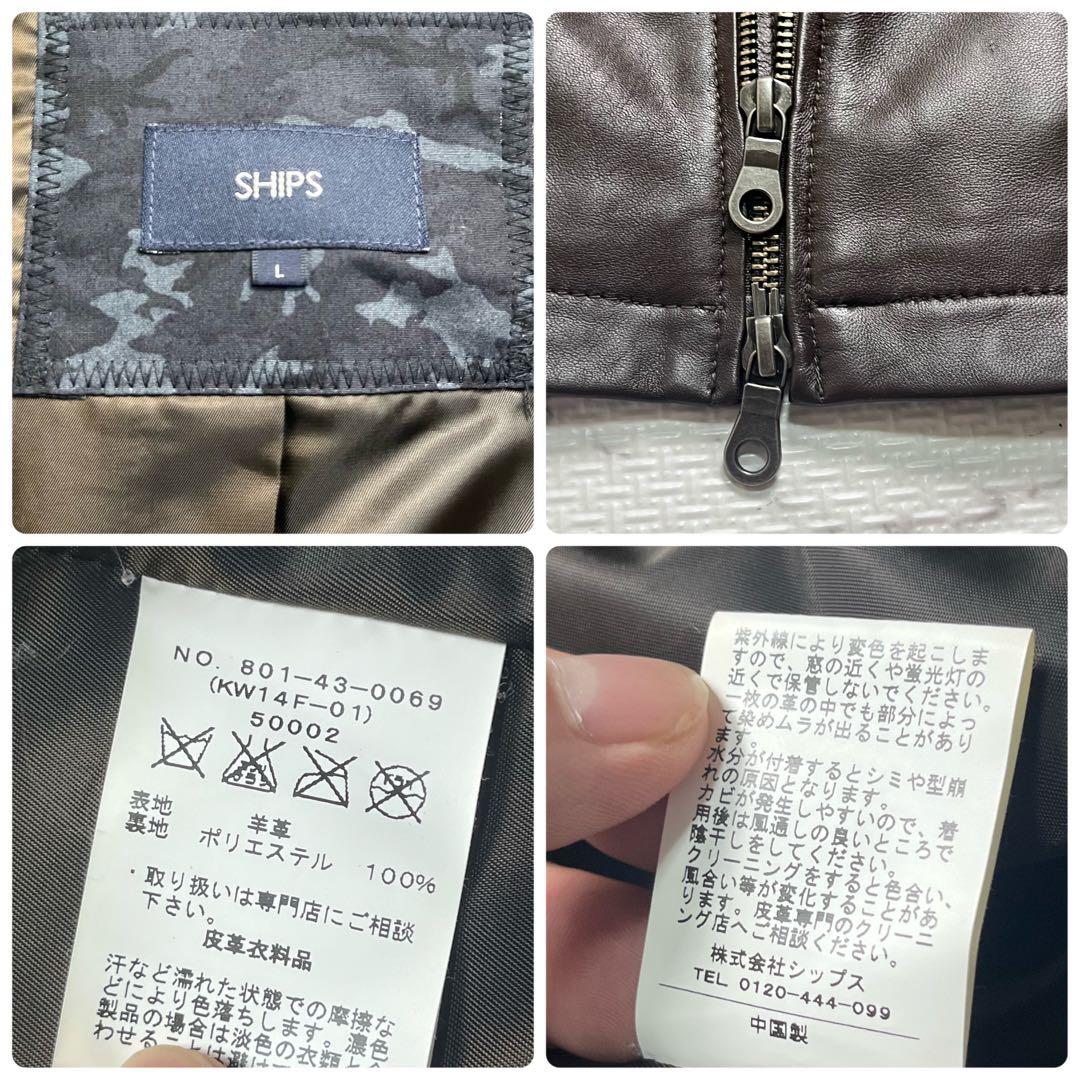 SHIPS
L
NO. 801-43-0069
(KW14F-01)
50002
表地 羊革
裏地 ポリエステル 100%
・取り扱いは専門店にご相談
下さい。
皮革衣料品
汗など濡れた状態での摩擦な
どにより色落ちします。濃色
製品の場合は淡色の衣類と
わせることは避け
紫外線により変色を起こしま
すので、窓の近くや蛍光灯の
近くで保管しないでください。
一枚の革の中でも部分によっ
て染めムラが出ることがあり
ます。
水分が付着するとシミや型崩
れの原因となります。
カビが発生しやすいので、着
用後は風通しの良いところで
陰干しをしてください。
クリーニングをすると色合い、
風合い等が変化することがあ
ります。皮革専門のクリーニ
ング店へご相談ください。
株式会社シップス
TEL 0120-444-099
中国製